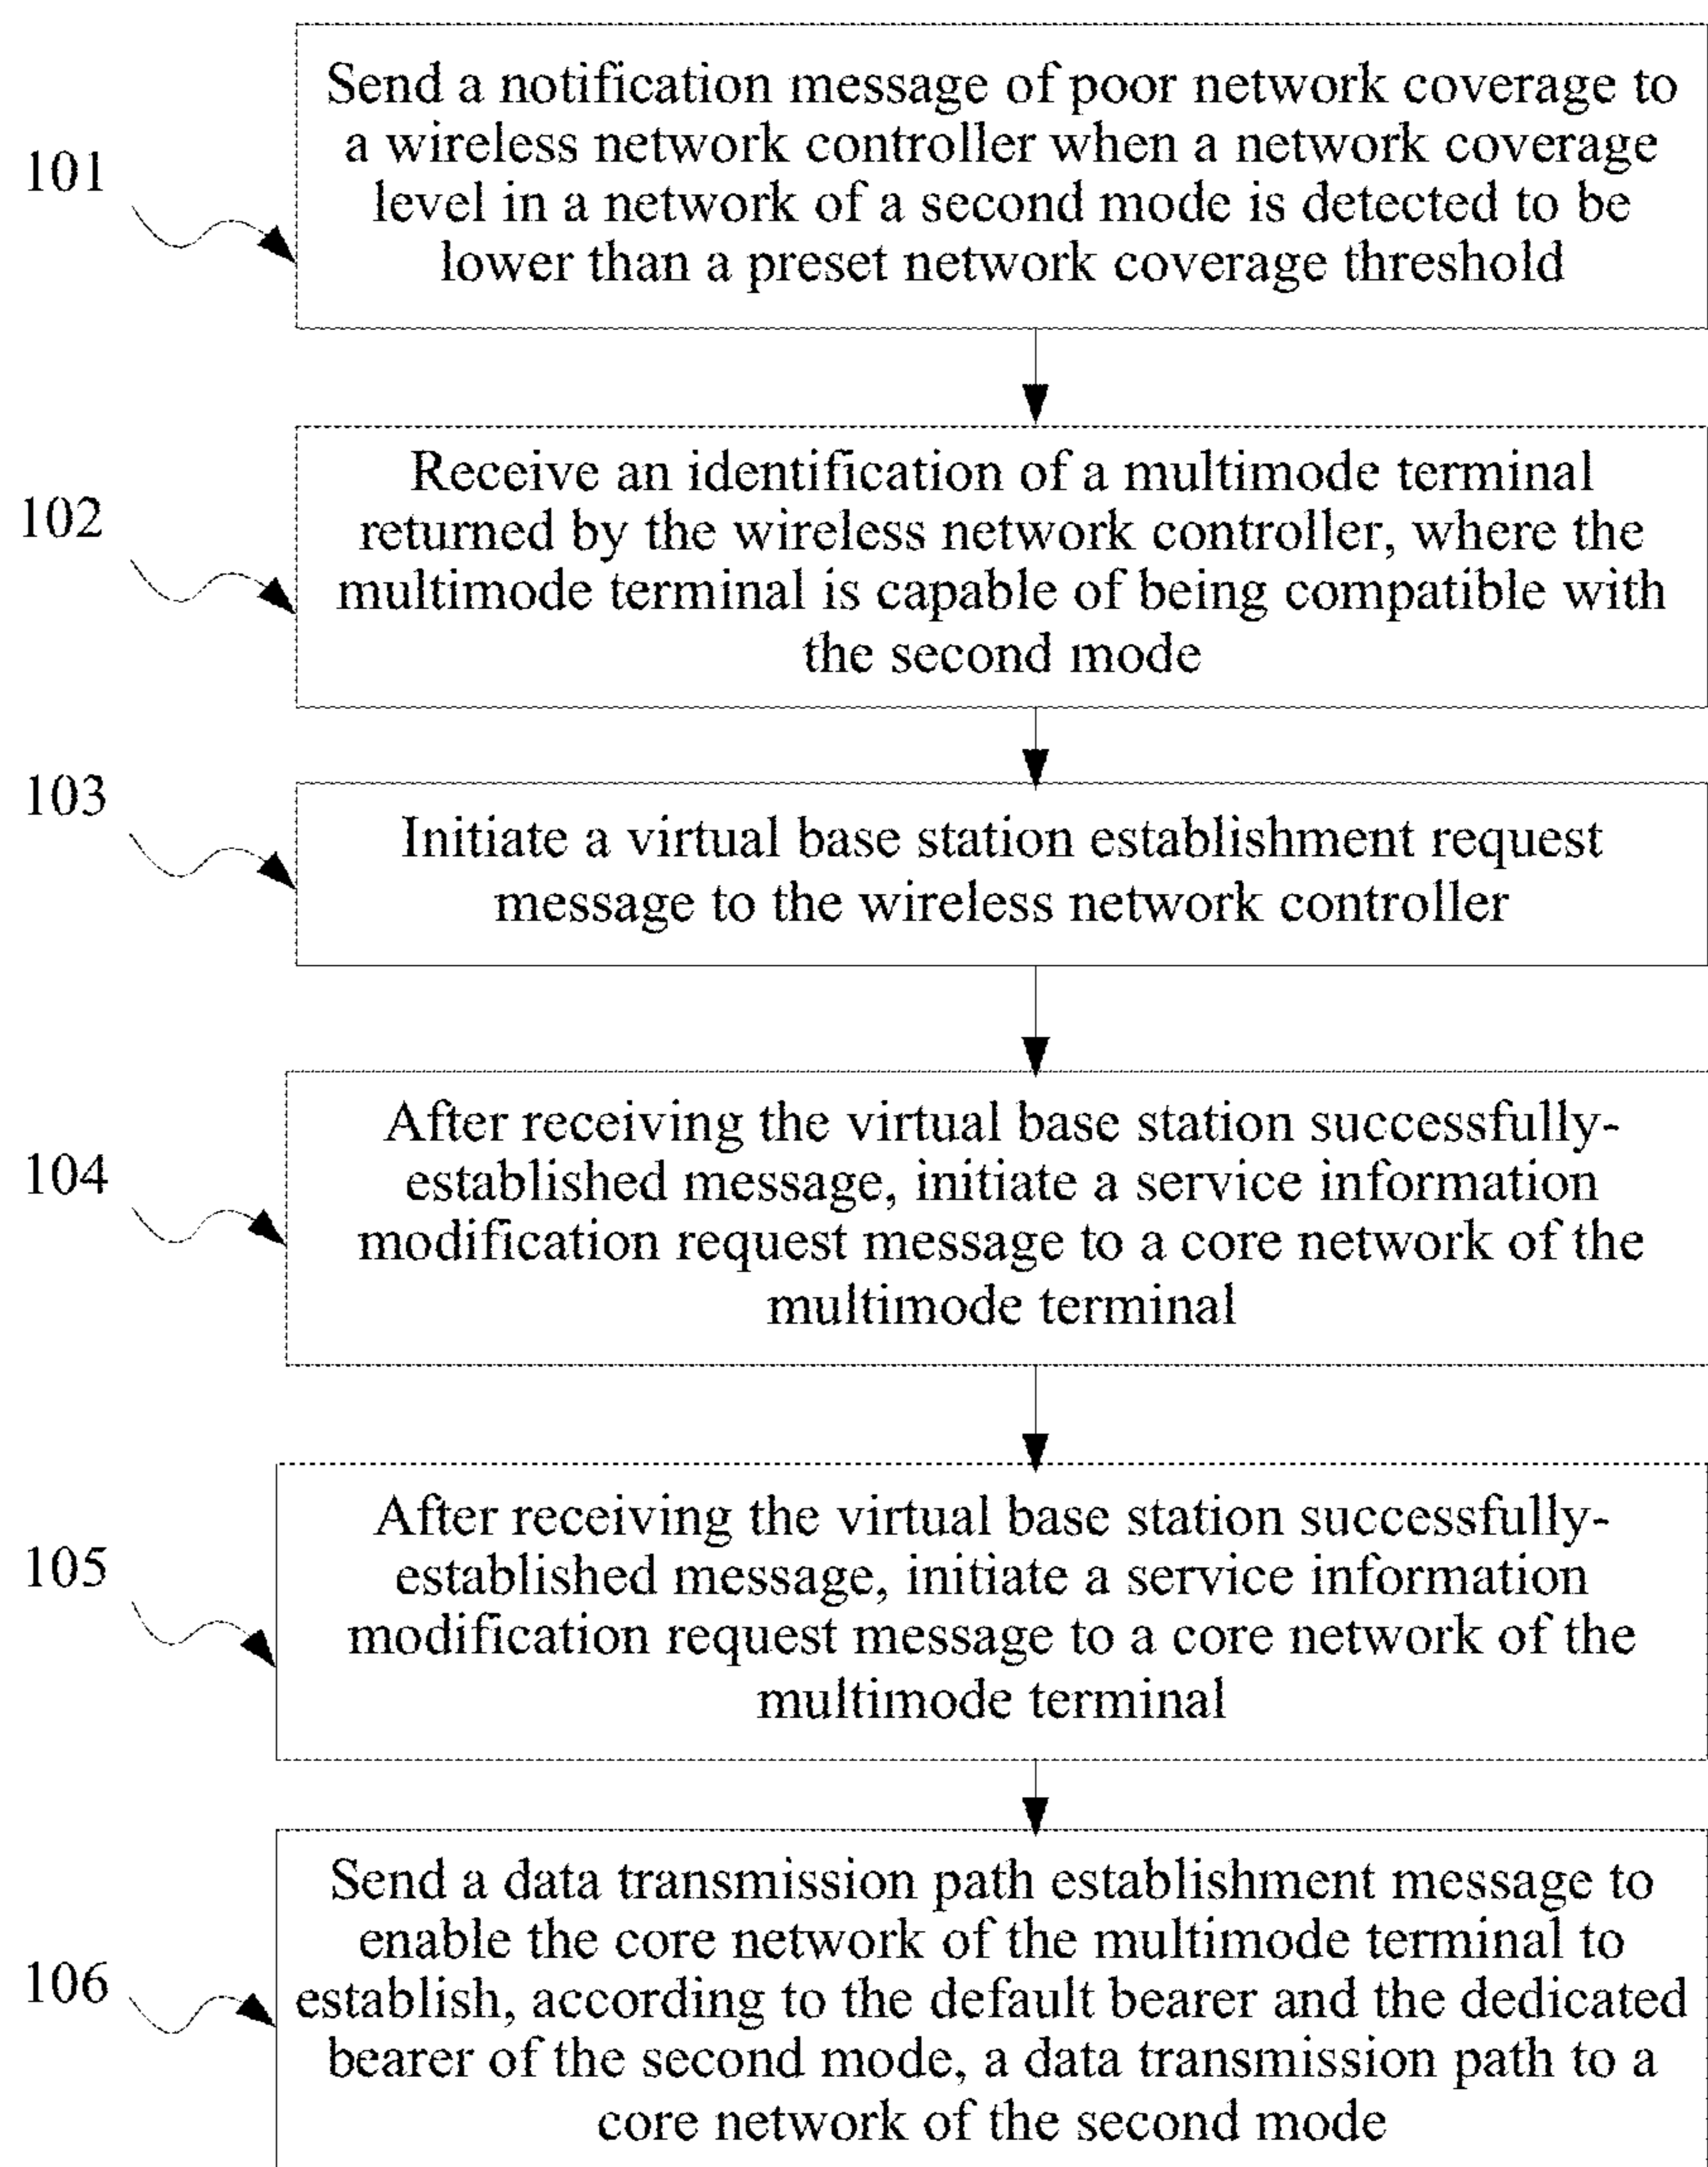 Send a notification message of poor network coverage to
a wireless network controller when a network coverage
level in a network of a second mode is detected to be
lower than a preset network coverage threshold
101
Receive an identification of a multimode terminal
returned by the wireless network controller, where the
multimode terminal is capable of being compatible with
the second mode
102
Initiate a virtual base station establishment request
message to the wireless network controller
103
After receiving the virtual base station successfully-
established message, initiate a service information
modification request message to a core network of the
multimode terminal
104
After receiving the virtual base station successfully-
established message, initiate a service information
modification request message to a core network of the
multimode terminal
105
Send a data transmission path establishment message to
enable the core network of the multimode terminal to
establish, according to the default bearer and the dedicated
bearer of the second mode, a data transmission path to a
core network of the second mode
106